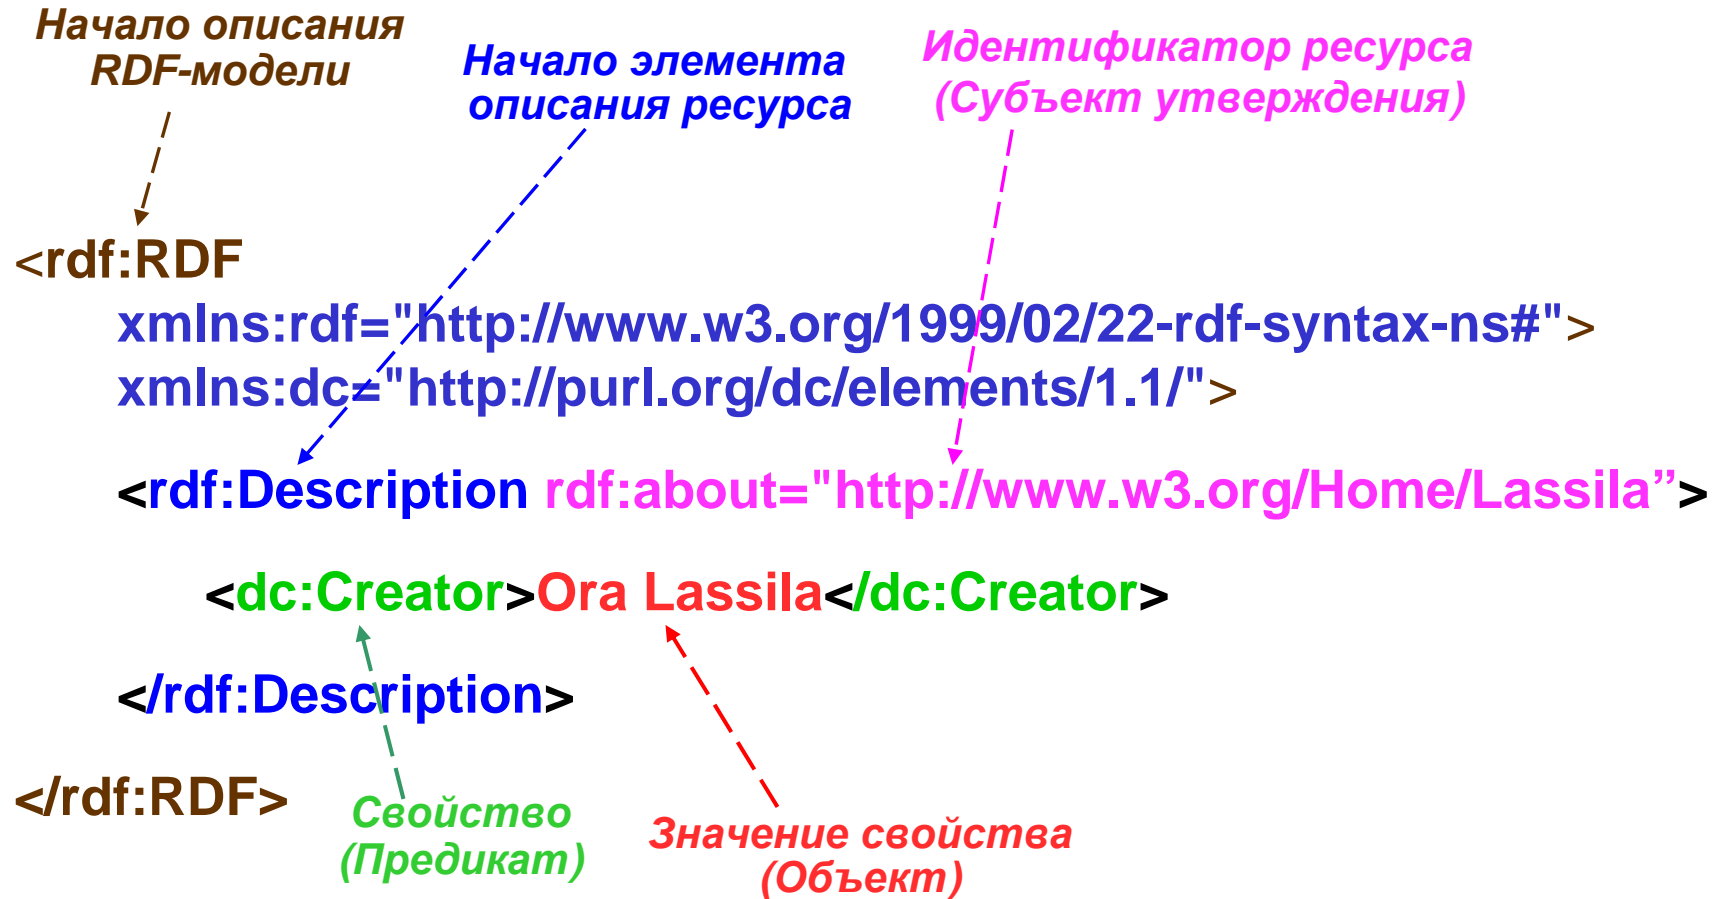 Начало описания
RDF-модели
Начало элемента
описания ресурса
Идентификатор ресурса
(Субъект утверждения)
<rdf:RDF
xmlns:rdf="http://www.w3.org/1999/02/22-rdf-syntax-ns#">
xmlns:dc="http://purl.org/dc/elements/1.1/">
<rdf:Description rdf:about="http://www.w3.org/Home/Lassila”>
<dc:Creator>Ora Lassila</dc:Creator>
</rdf:Description>
</rdf:RDF>
Свойство
(Предикат)
Значение свойства
(Объект)